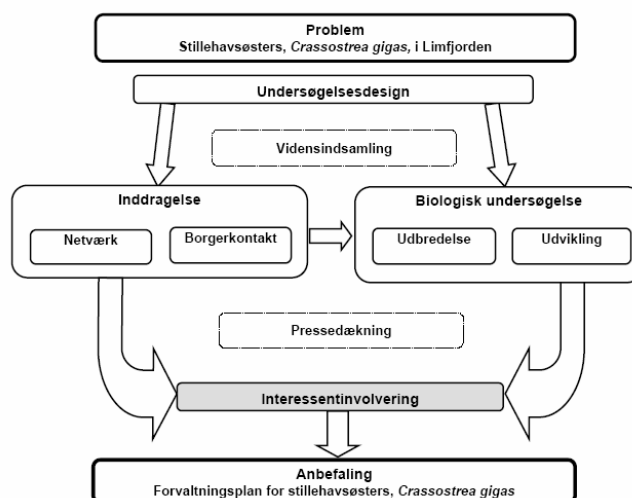 Problem
Stillehavsøsters, Crassostrea gigas, i Limfjorden
Undersøgelsesdesign
Vidensindsamling
Inddragelse
Netværk
Borgerkontakt
Biologisk undersøgelse
Udbredelse
Udvikling
Pressedækning
Interessentinvolvering
Anbefaling
Forvaltningsplan for stillehavsøsters, Crassostrea gigas